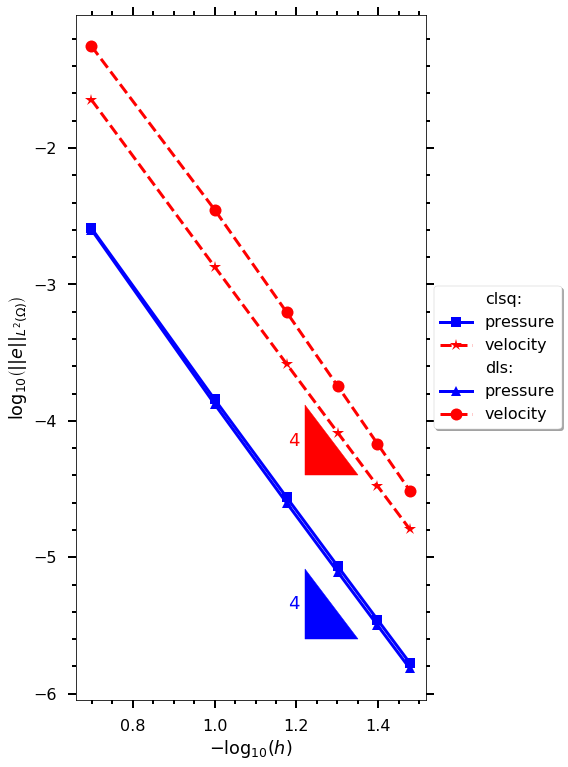 −2
−3
−4
−5
−6
log₁₀(||e||_{L²(Ω)})
4
4
0.8 1.0 1.2 1.4
−log₁₀(h)
clsq:
pressure
velocity
dls:
pressure
velocity